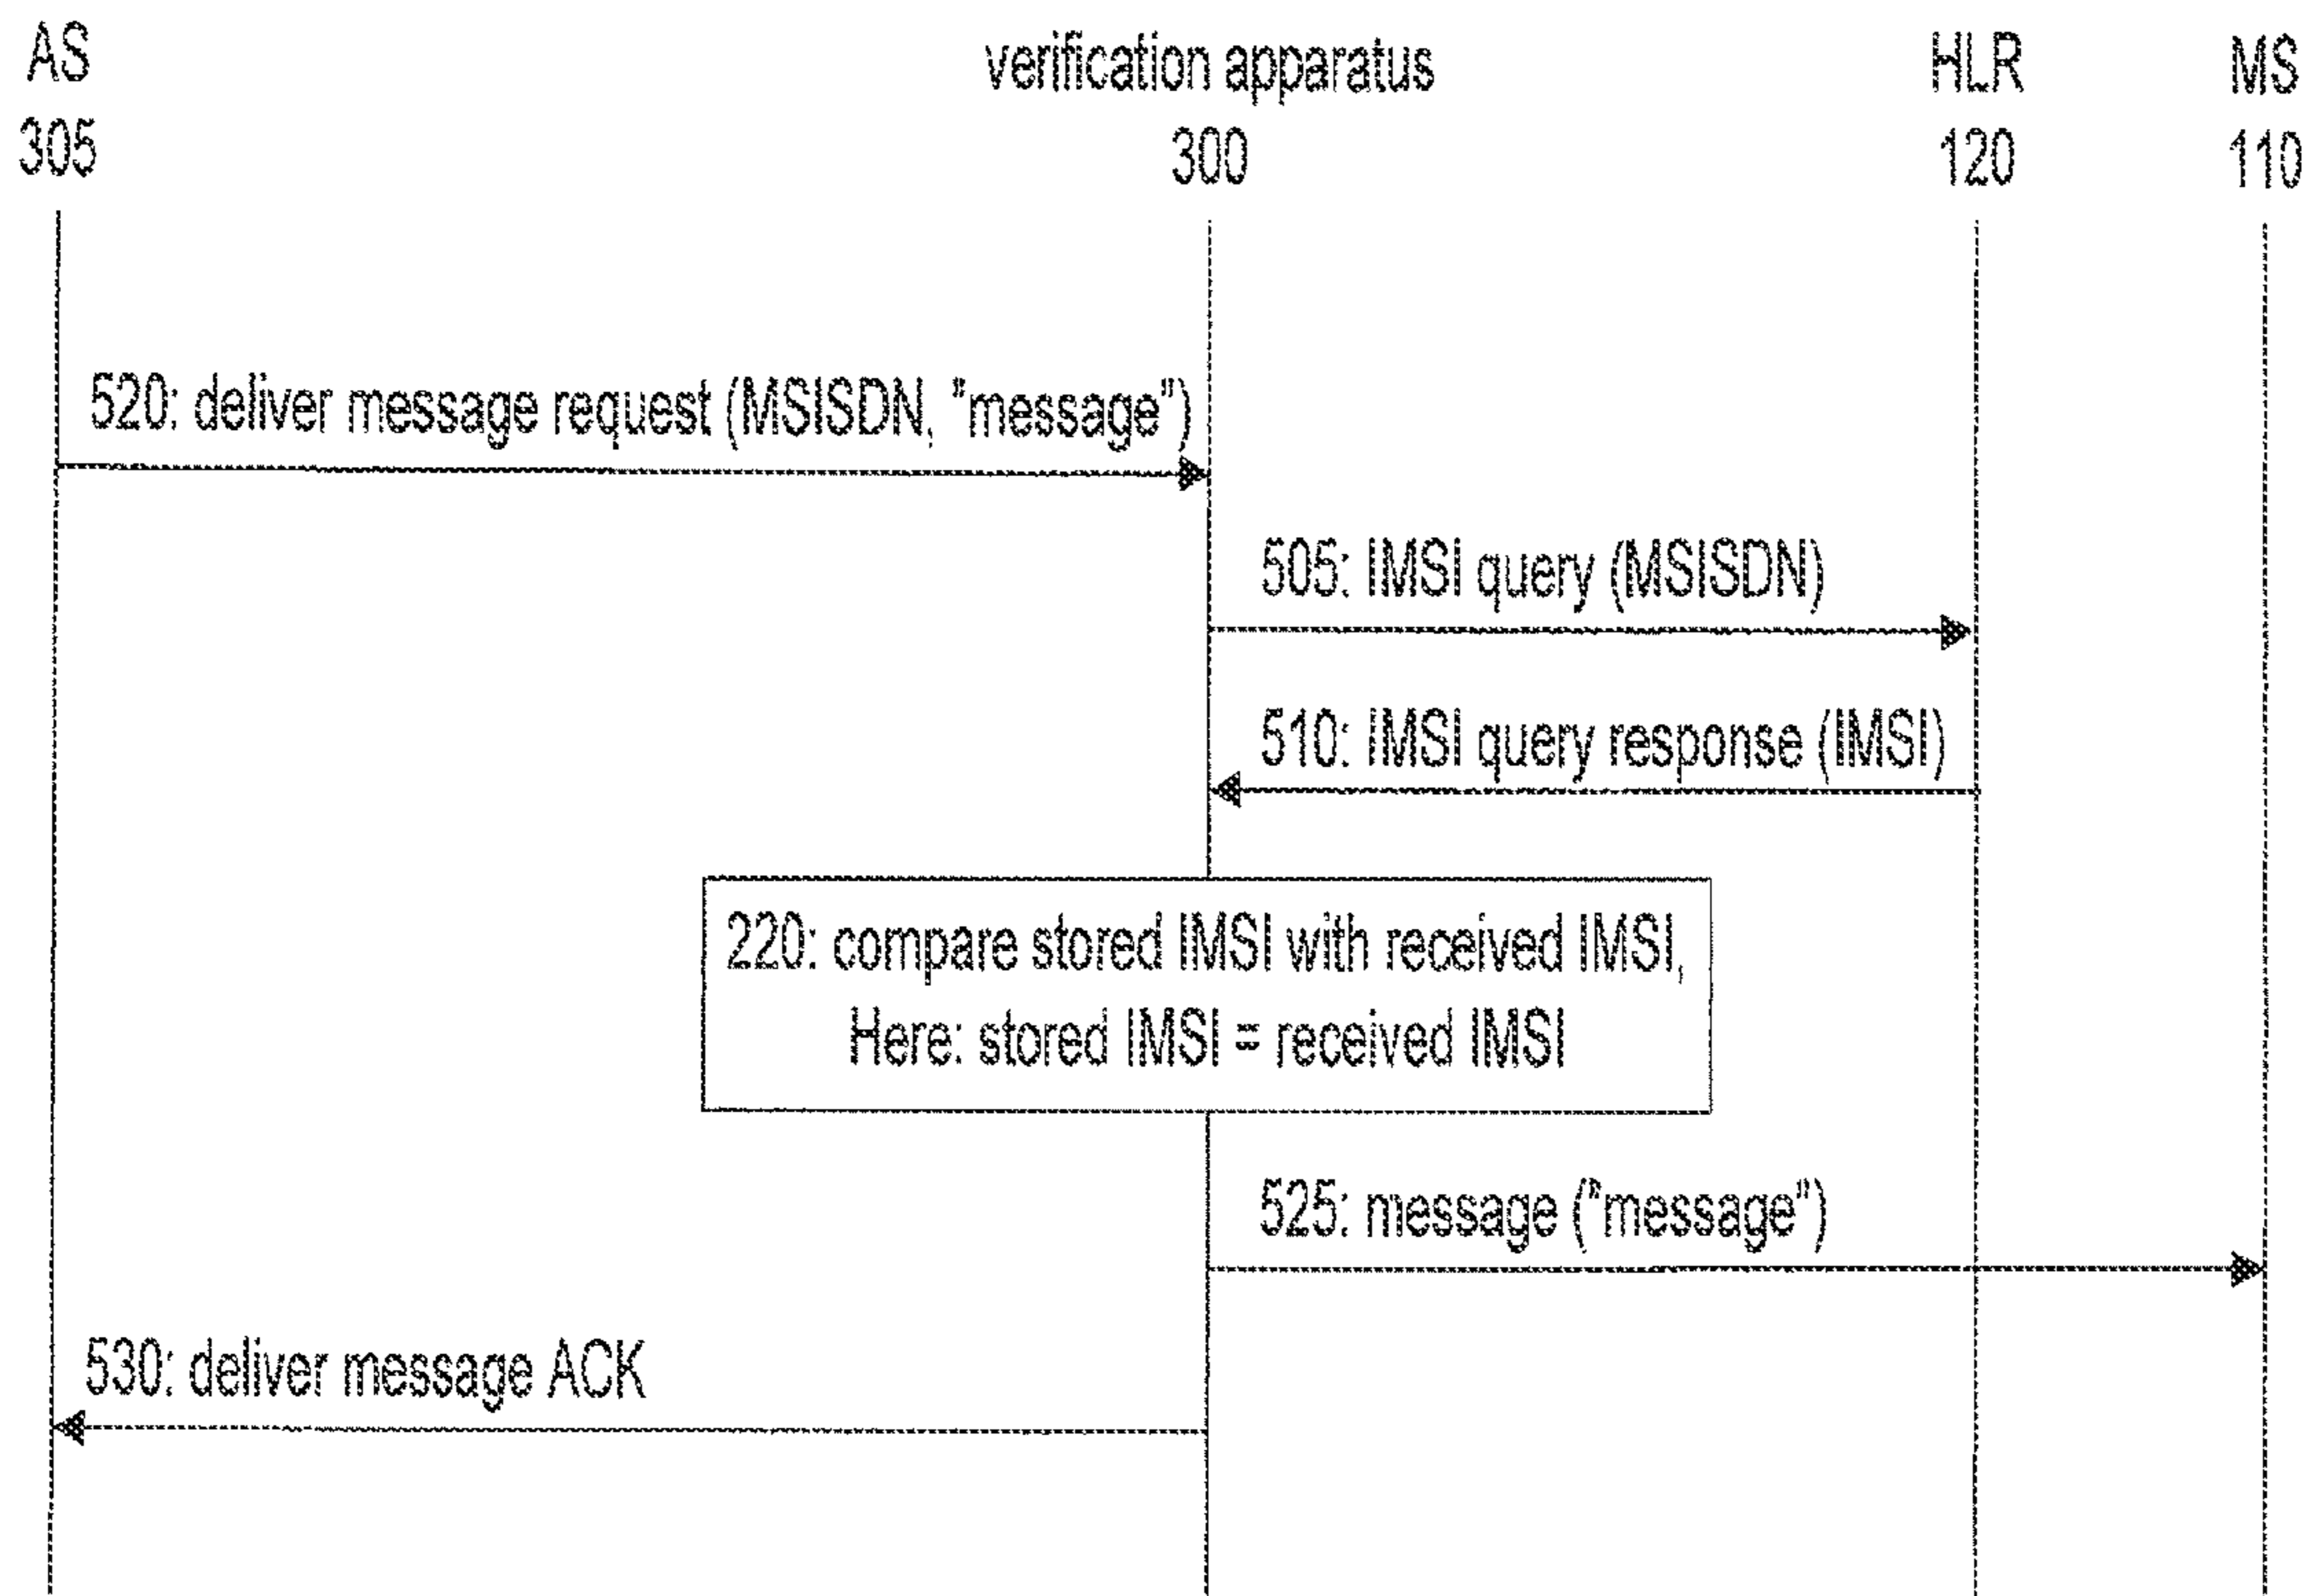 AS
305
verification apparatus
300
HLR
120
MS
110
520: deliver message request (MSISDN, "message")
505: IMSI query (MSISDN)
510: IMSI query response (IMSI)
220: compare stored IMSI with received IMSI,
Here: stored IMSI = received IMSI
525: message ("message")
530: deliver message ACK